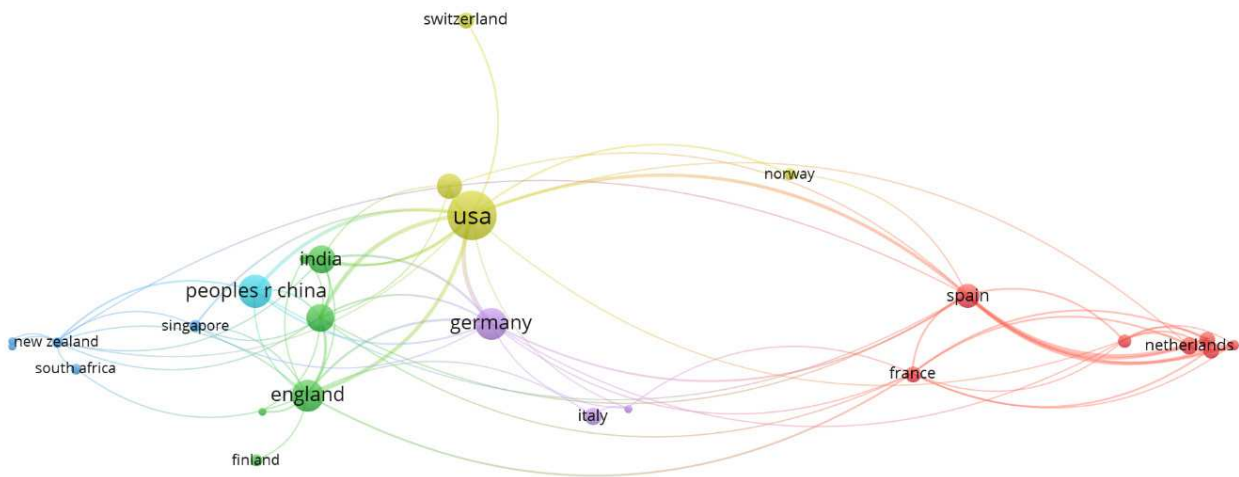 switzerland
norway
usa
india
peoples r china
spain
singapore
germany
new zealand
netherlands
south africa
france
england
italy
finland